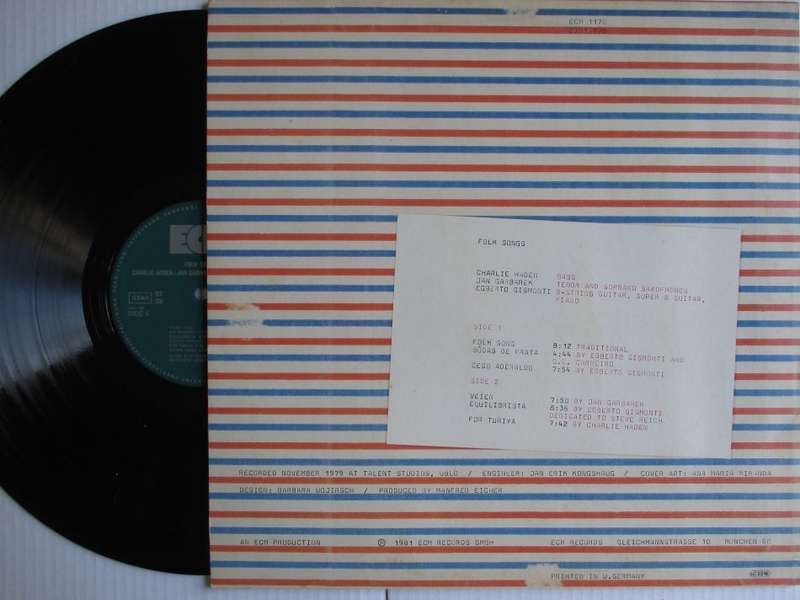 ECM 1170
2301 170
ECM
FOLK SONGS
CHARLIE HADEN BASS
JAN GARBAREK TENOR AND SOPRANO SAXOPHONES
EGBERTO GISMONTI 8-STRING GUITAR, SUPER 8 GUITAR,
PIANO
SIDE 1
FOLK SONG 8:12 TRADITIONAL
BÔDAS DE PRATA 4:44 BY EGBERTO GISMONTI AND
G.E. CARNEIRO
CEGO ADERALDO 7:54 BY EGBERTO GISMONTI
SIDE 2
VEIEN 7:50 BY JAN GARBAREK
EQUILIBRISTA 8:36 BY EGBERTO GISMONTI
DEDICATED TO STEVE REICH
FOR TURIYA 7:42 BY CHARLIE HADEN
RECORDED NOVEMBER 1979 AT TALENT STUDIOS, OSLO / ENGINEER: JAN ERIK KONGSHAUG / COVER ART: ANA MARIA MIRANDA
DESIGN: BARBARA WOJIRSCH / PRODUCED BY MANFRED EICHER
AN ECM PRODUCTION Ⓟ 1981 ECM RECORDS GMBH ECM RECORDS GLEICHMANNSTRASSE 10 MÜNCHEN 60
PRINTED IN W.GERMANY